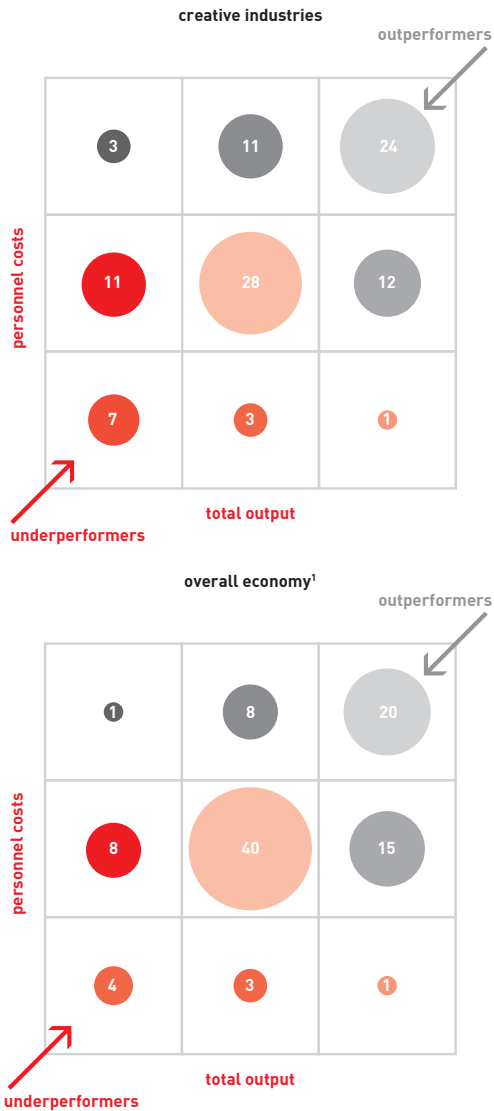 creative industries
outperformers
3 11 24
personnel costs
11 28 12
7 3 1
total output
underperformers
overall economy¹
outperformers
1 8 20
personnel costs
8 40 15
4 3 1
total output
underperformers